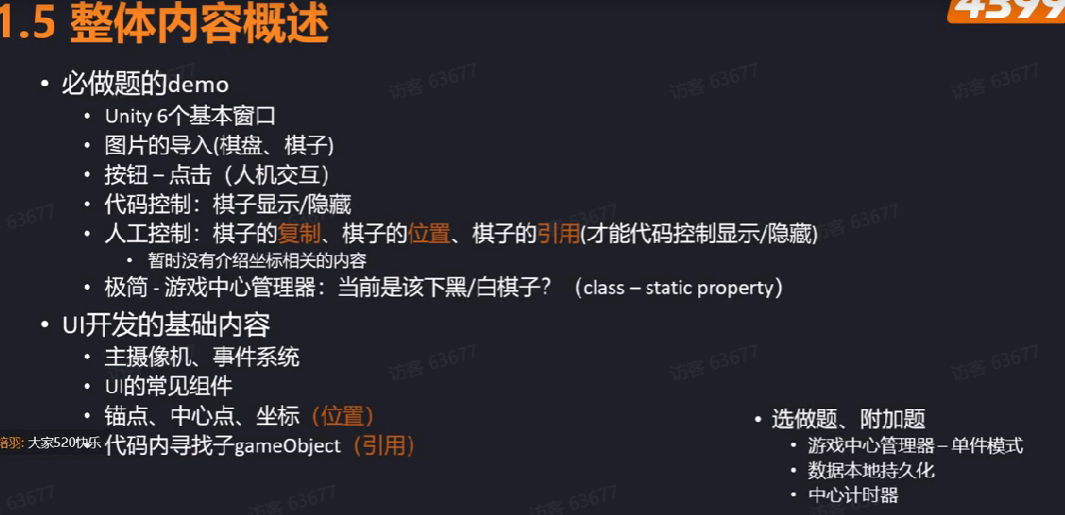 1.5 整体内容概述
4399
• 必做题的demo
• Unity 6个基本窗口
• 图片的导入(棋盘、棋子)
• 按钮 – 点击（人机交互）
• 代码控制：棋子显示/隐藏
• 人工控制：棋子的复制、棋子的位置、棋子的引用(才能代码控制显示/隐藏)
• 暂时没有介绍坐标相关的内容
• 极简 - 游戏中心管理器：当前是该下黑/白棋子？（class – static property）
• UI开发的基础内容
• 主摄像机、事件系统
• UI的常见组件
• 锚点、中心点、坐标（位置）
• 代码内寻找子gameObject（引用）
大家520快乐
• 选做题、附加题
• 游戏中心管理器 – 单件模式
• 数据本地持久化
• 中心计时器
访客 63677
访客 63677
访客 63677
63677
访客 63677
访客 63677
访客 63677
访客 63677
访客 63677
63677
访客 63677
访客 63677